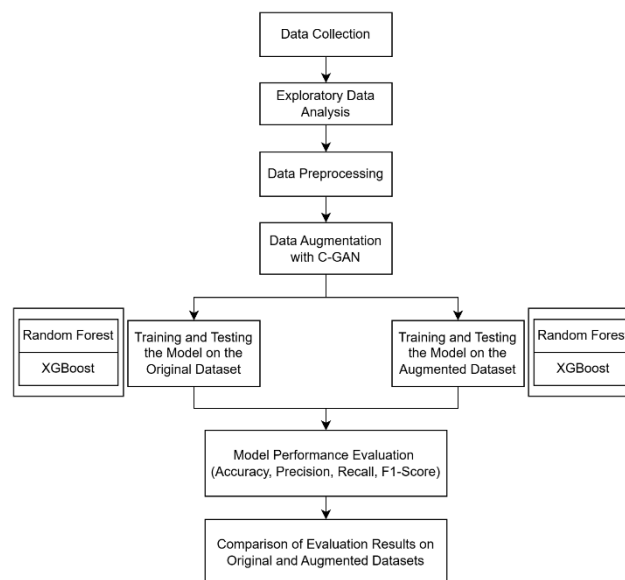 Data Collection
Exploratory Data
Analysis
Data Preprocessing
Data Augmentation
with C-GAN
Random Forest
XGBoost
Training and Testing
the Model on the
Original Dataset
Training and Testing
the Model on the
Augmented Dataset
Random Forest
XGBoost
Model Performance Evaluation
(Accuracy, Precision, Recall, F1-Score)
Comparison of Evaluation Results on
Original and Augmented Datasets